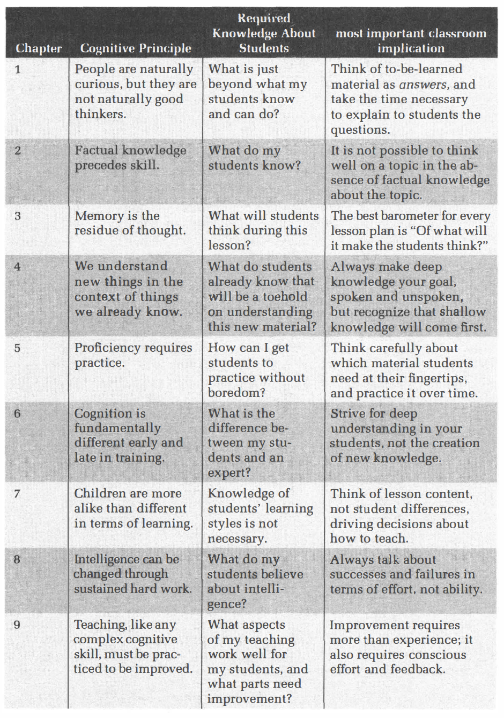 Required
Knowledge About most important classroom
Chapter Cognitive Principle Students implication
1 People are naturally What is just Think of to-be-learned
curious, but they are beyond what my material as answers, and
not naturally good students know take the time necessary
thinkers. and can do? to explain to students the
questions.
2 Factual knowledge What do my It is not possible to think
precedes skill. students know? well on a topic in the ab-
sence of factual knowledge
about the topic.
3 Memory is the What will students The best barometer for every
residue of thought. think during this lesson plan is “Of what will
lesson? it make the students think?”
4 We understand What do students Always make deep
new things in the already know that knowledge your goal,
context of things will be a toehold spoken and unspoken,
we already know. on understanding but recognize that shallow
this new material? knowledge will come first.
5 Proficiency requires How can I get Think carefully about
practice. students to which material students
practice without need at their fingertips,
boredom? and practice it over time.
6 Cognition is What is the Strive for deep
fundamentally difference be- understanding in your
different early and tween my stu- students, not the creation
late in training. dents and an of new knowledge.
expert?
7 Children are more Knowledge of Think of lesson content,
alike than different students’ learning not student differences,
in terms of learning. styles is not driving decisions about
necessary. how to teach.
8 Intelligence can be What do my Always talk about
changed through students believe successes and failures in
sustained hard work. about intelli- terms of effort, not ability.
gence?
9 Teaching, like any What aspects Improvement requires
complex cognitive of my teaching more than experience; it
skill, must be prac- work well for also requires conscious
ticed to be improved. my students, and effort and feedback.
what parts need
improvement?